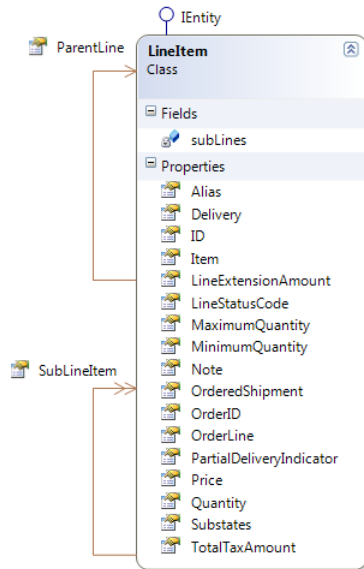 IEntity
ParentLine
LineItem
Class
Fields
subLines
Properties
Alias
Delivery
ID
Item
LineExtensionAmount
LineStatusCode
MaximumQuantity
MinimumQuantity
Note
SubLineItem
OrderedShipment
OrderID
OrderLine
PartialDeliveryIndicator
Price
Quantity
Substates
TotalTaxAmount